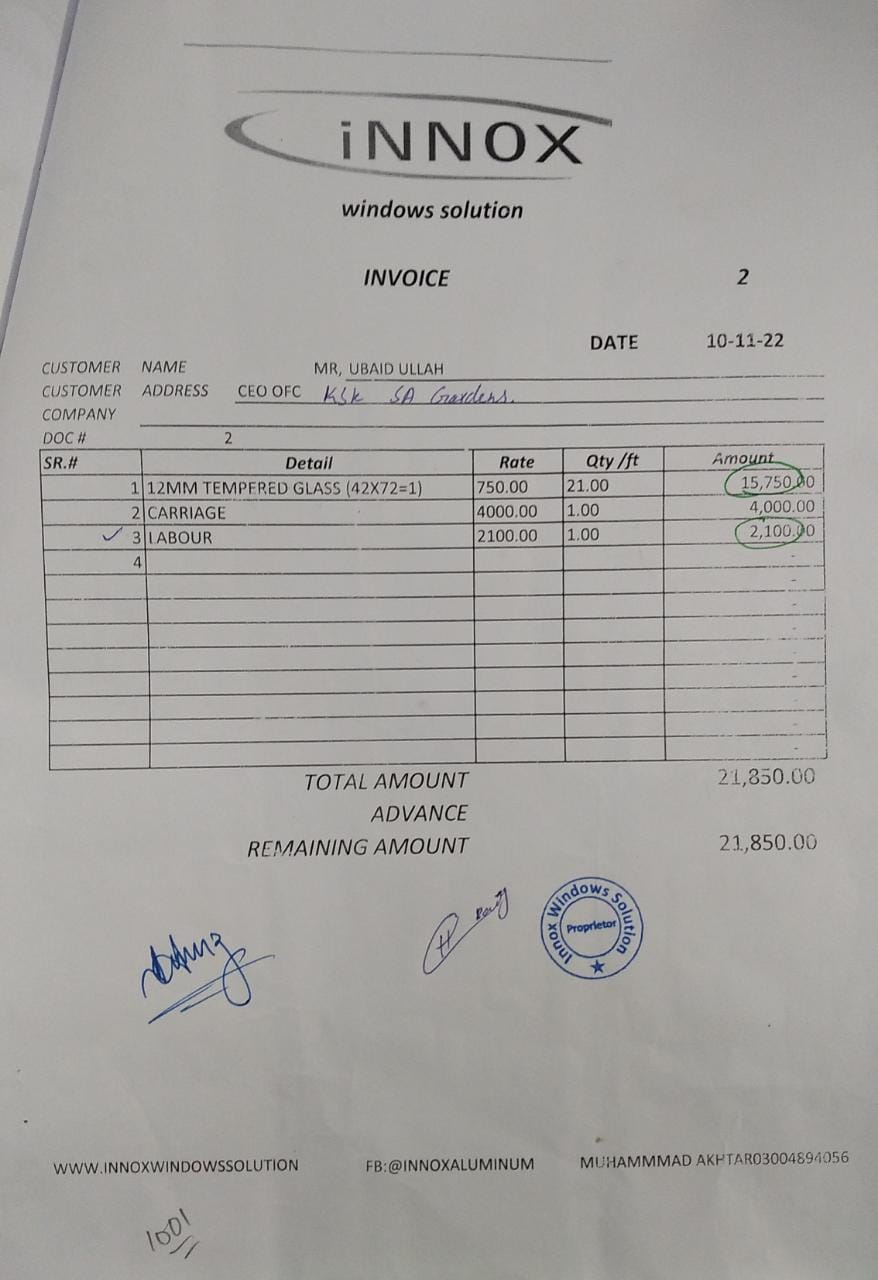 iNNOX
windows solution
INVOICE 2
DATE 10-11-22
CUSTOMER NAME MR, UBAID ULLAH
CUSTOMER ADDRESS CEO OFC KSK SA Gardens.
COMPANY
DOC # 2
SR.# Detail Rate Qty /ft Amount
1 12MM TEMPERED GLASS (42X72=1) 750.00 21.00 15,750.00
2 CARRIAGE 4000.00 1.00 4,000.00
3 LABOUR 2100.00 1.00 2,100.00
4 -
-
-
-
-
-
-
-
-
TOTAL AMOUNT 21,850.00
ADVANCE
REMAINING AMOUNT 21,850.00
Innox Windows Solution
Proprietor
WWW.INNOXWINDOWSSOLUTION FB:@INNOXALUMINUM MUHAMMMAD AKHTAR03004894056
1001